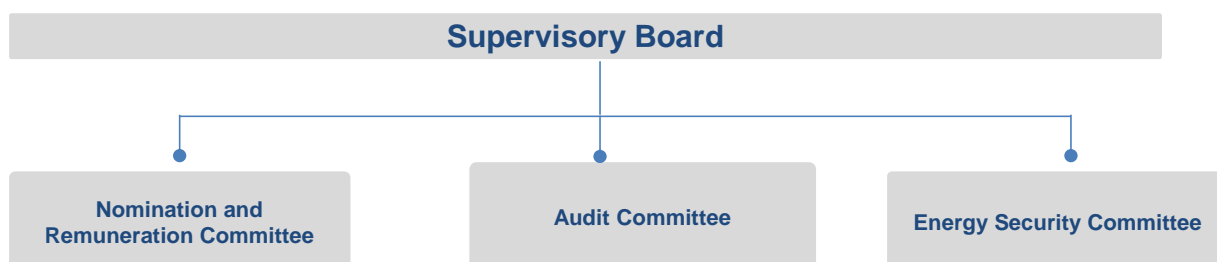 Supervisory Board
Nomination and
Remuneration Committee
Audit Committee
Energy Security Committee